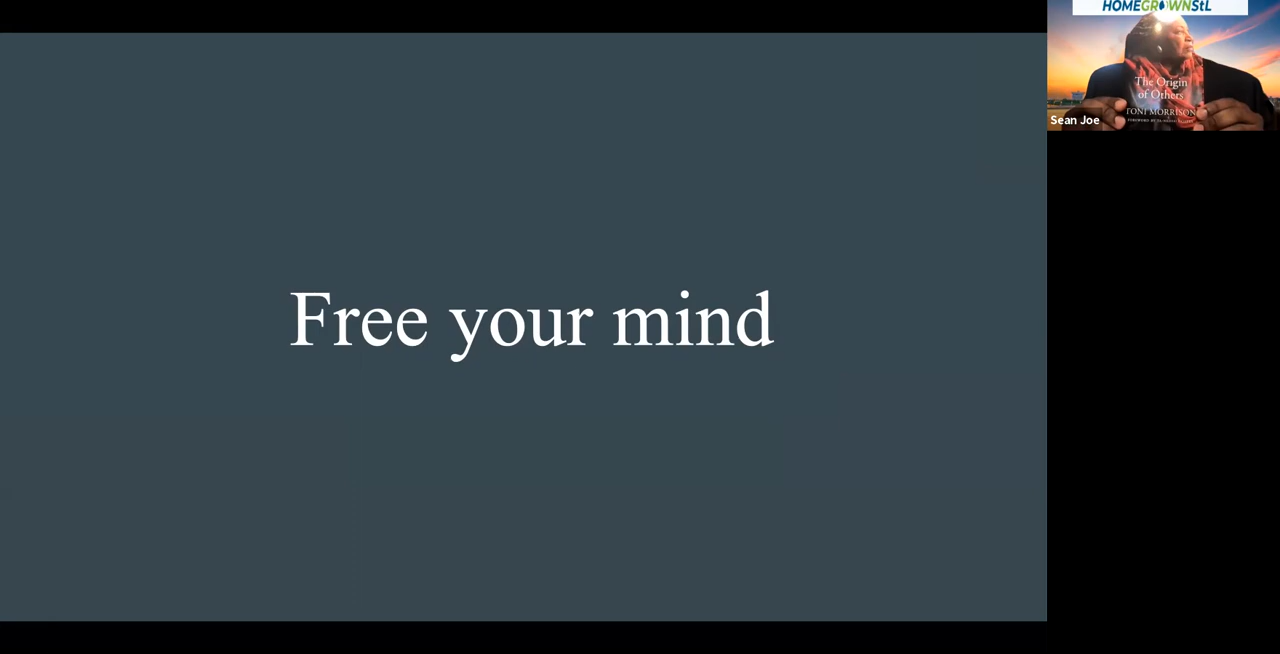 Free your mind
HOMEGROWNStL
The Origin
of Others
TONI MORRISON
Sean Joe